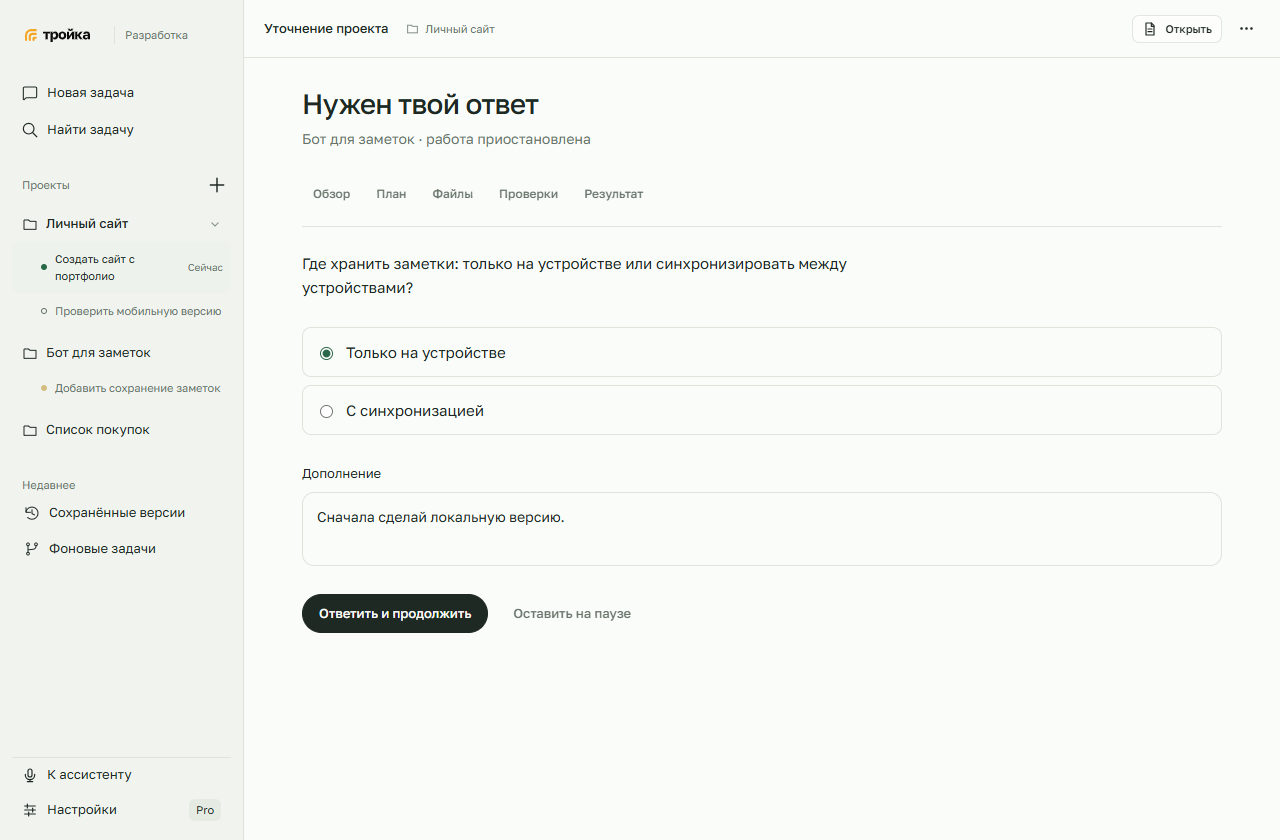 тройка
Разработка
Новая задача
Найти задачу
Проекты
Личный сайт
Создать сайт с
портфолио
Сейчас
Проверить мобильную версию
Бот для заметок
Добавить сохранение заметок
Список покупок
Недавнее
Сохранённые версии
Фоновые задачи
К ассистенту
Настройки
Pro
Уточнение проекта
Личный сайт
Открыть
Нужен твой ответ
Бот для заметок · работа приостановлена
Обзор
План
Файлы
Проверки
Результат
Где хранить заметки: только на устройстве или синхронизировать между
устройствами?
Только на устройстве
С синхронизацией
Дополнение
Сначала сделай локальную версию.
Ответить и продолжить
Оставить на паузе